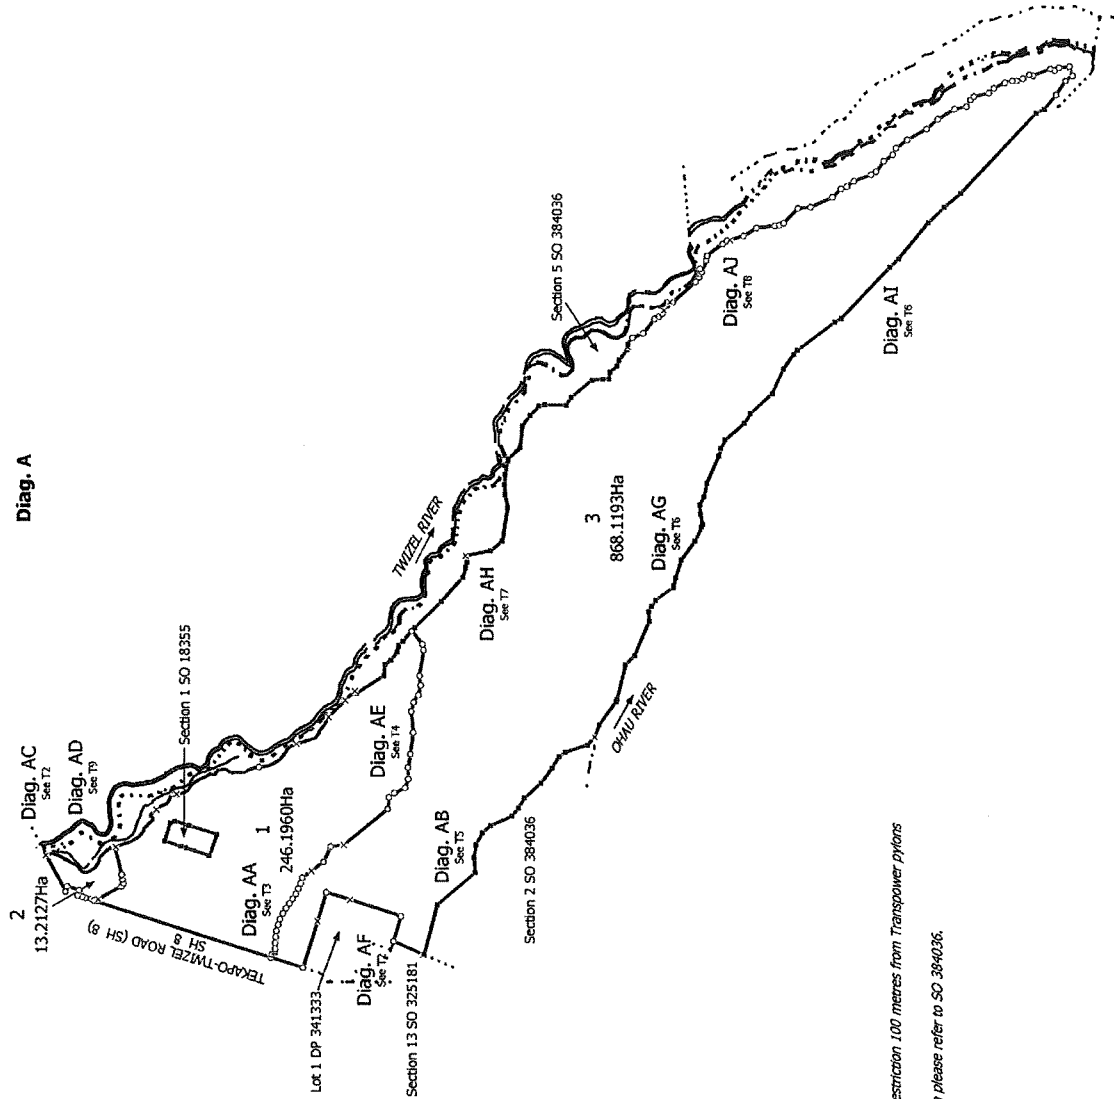 Diag. A
2
13.2127Ha
Diag. AC
See T2
Diag. AD
See T9
Section 1 SO 18355
TEKAPO-TWIZEL ROAD (SH 8)
SH 8
Diag. AA
See T3
1
246.1960Ha
Diag. AE
See T4
TWIZEL RIVER
Diag. AH
See T7
Section 5 SO 384036
Diag. AJ
See T8
Lot 1 DP 341333
Diag. AF
See T2
Section 13 SO 325181
Diag. AB
See T5
Section 2 SO 384036
OHAU RIVER
3
868.1193Ha
Diag. AG
See T6
Diag. AI
See T6
100 metres from Transpower pylons
please refer to SO 384036.